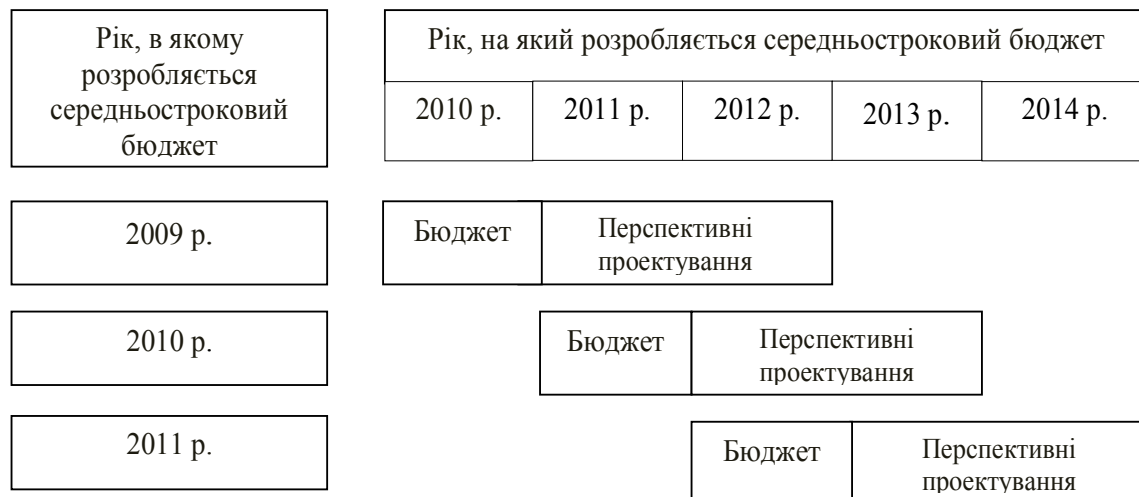 Рік, в якому
розробляється
середньостроковий
бюджет
Рік, на який розробляється середньостроковий бюджет
2010 р.
2011 р.
2012 р.
2013 р.
2014 р.
2009 р.
Бюджет
Перспективні
проектування
2010 р.
Бюджет
Перспективні
проектування
2011 р.
Бюджет
Перспективні
проектування